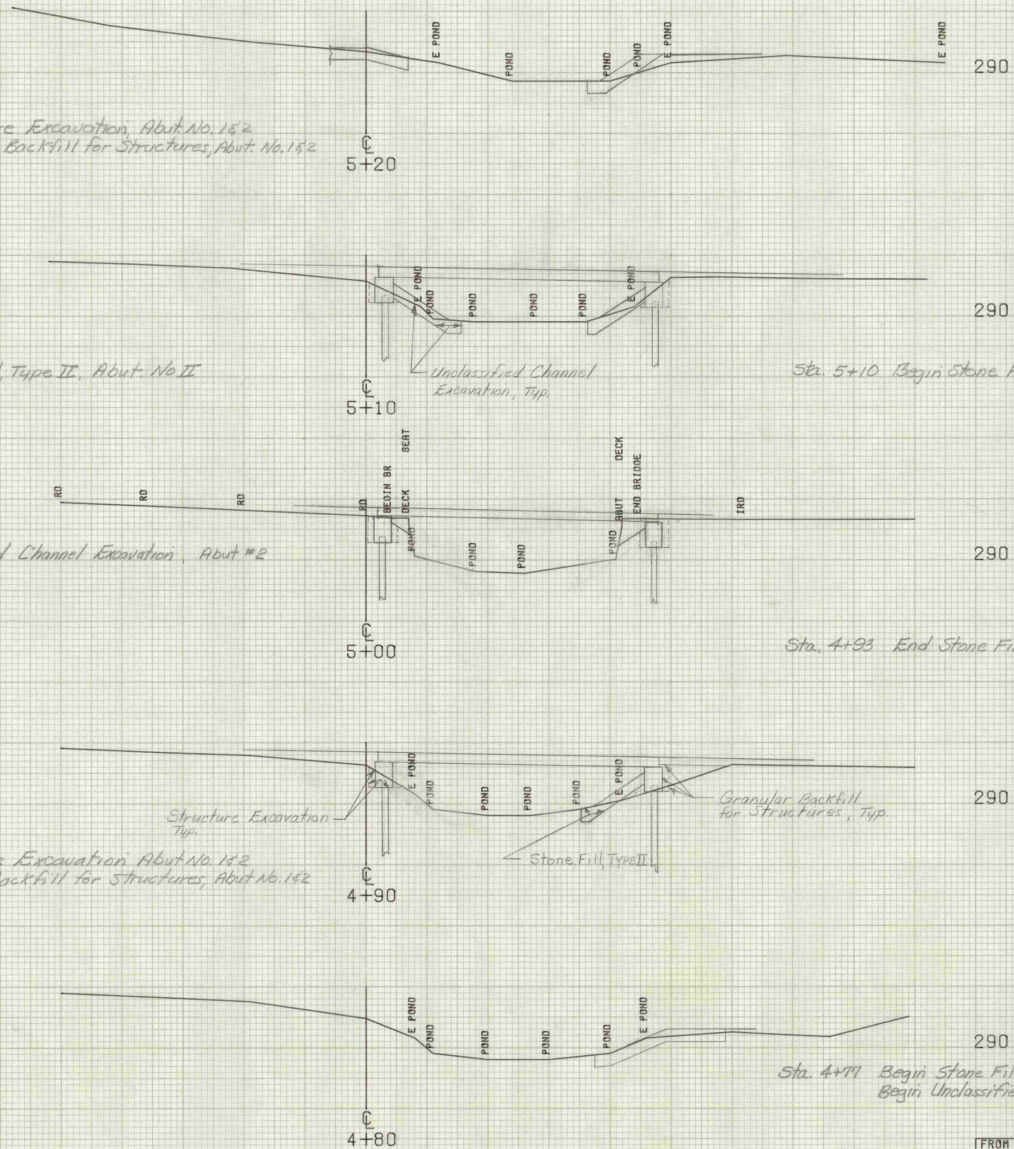 E POND
POND
POND
POND
E POND
E POND
290
Excavation, Abut. No. 1&2
Backfill for Structures, Abut. No. 1&2
℄
5+20
E POND
POND
POND
POND
POND
E POND
290
Type II, Abut No II
Unclassified Channel
Excavation, Typ.
Sta. 5+10 Begin Stone
℄
5+10
RD
RD
RD
RD
BEGIN BR
DECK
SEAT
POND
POND
POND
POND
ABUT
DECK
END BRIDGE
IRD
Channel Excavation, Abut #2
290
℄
5+00
Sta. 4+93 End Stone
E POND
POND
POND
POND
POND
E POND
290
Structure Excavation
Typ.
Granular Backfill
for Structures, Typ.
Stone Fill, TYPE II
Excavation Abut No. 1&2
for Structures, Abut No. 1&2
℄
4+90
E POND
POND
POND
POND
POND
E POND
290
Sta. 4+77 Begin Stone
Begin
℄
4+80
FROM